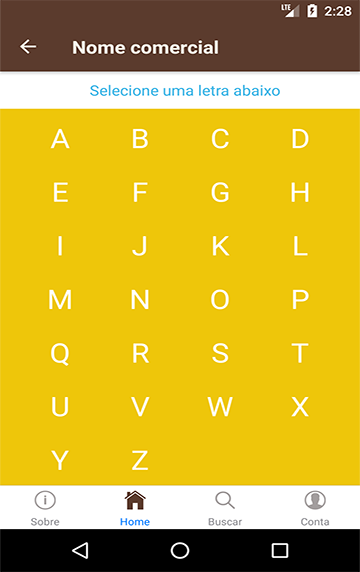 LTE 2:28
Nome comercial
Selecione uma letra abaixo
A B C D
E F G H
I J K L
M N O P
Q R S T
U V W X
Y Z
Sobre Home Buscar Conta